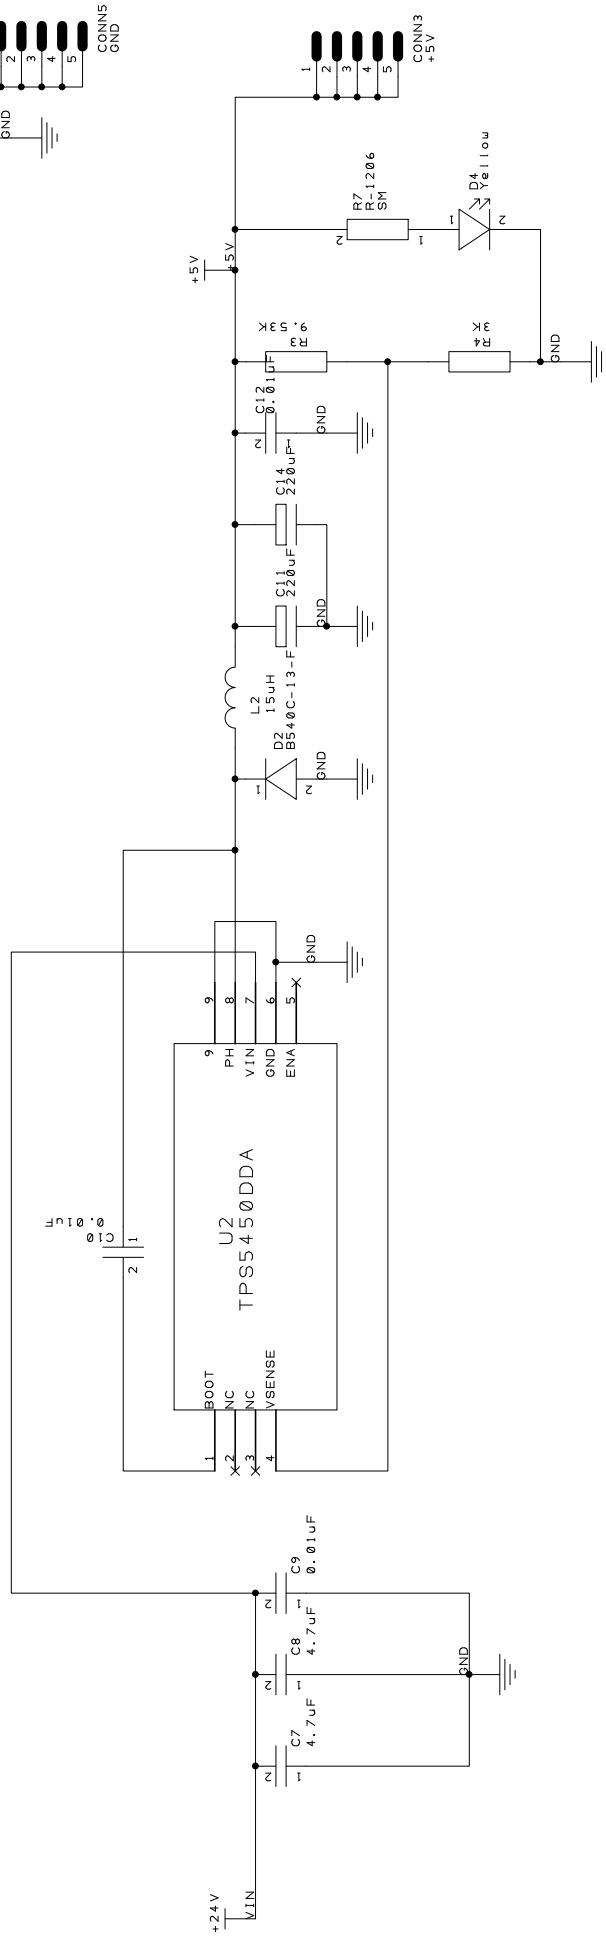 CONN5
GND
2
3
4
5
GND
CONN3
+5V
1
2
3
4
5
R7
R-1206
SM
2
1
D4
Yellow
1
2
+5V
+5V
R3
9.53K
R4
3K
GND
C12
0.01uF
2
1
GND
C14
220uF
C11
220uF
GND
L2
15uH
D2
B540C-13-F
1
2
GND
GND
9
8
7
6
5
9
PH
VIN
GND
ENA
U2
TPS5450DDA
C10
0.01uF
1
2
BOOT
NC
NC
VSENSE
1
2
3
4
C9
0.01uF
2
1
C8
4.7uF
2
1
GND
C7
4.7uF
2
1
+24V
VIN